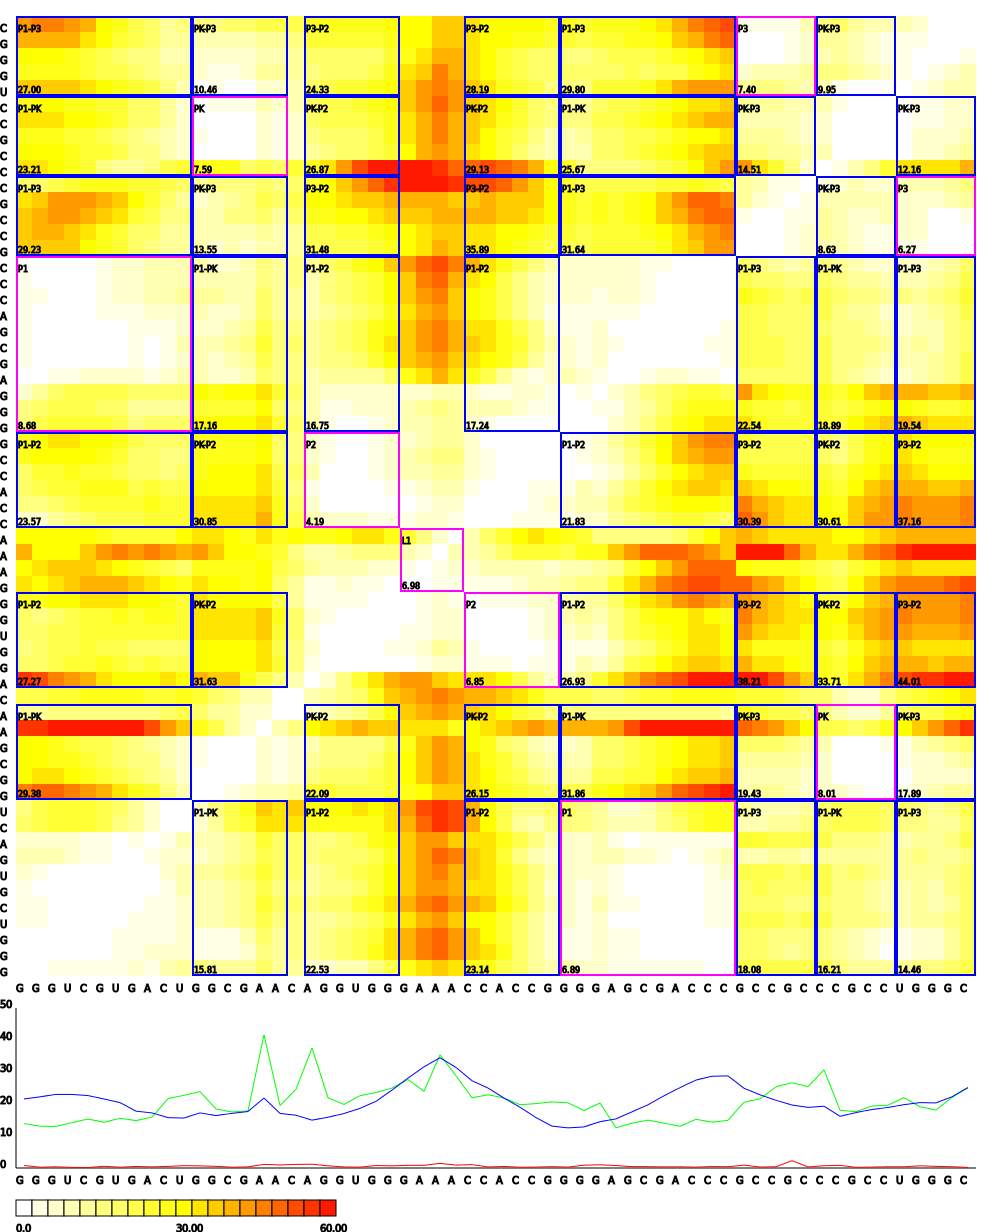 C P1-P3 PK-P3 P3-P2 P3-P2 P1-P3 P3 PK-P3
G
G
G
U 27.00 10.46 24.33 28.19 29.80 7.40 9.95
C P1-PK PK PK-P2 PK-P2 P1-PK PK-P3 PK-P3
C
G
C
C 23.21 7.59 26.87 29.13 25.67 14.51 12.16
C P1-P3 PK-P3 P3-P2 P3-P2 P1-P3 PK-P3 P3
G
C
C
G 29.23 13.55 31.48 35.89 31.64 8.63 6.27
C P1 P1-PK P1-P2 P1-P2 P1-P3 P1-PK P1-P3
C
C
A
G
C
G
A
G
G
G 8.68 17.16 16.75 17.24 22.54 18.89 19.54
G P1-P2 PK-P2 P2 P1-P2 P3-P2 PK-P2 P3-P2
C
C
A
C
C 23.57 30.85 4.19 21.83 30.39 30.61 37.16
A L1
A
A
G 6.98
G P1-P2 PK-P2 P2 P1-P2 P3-P2 PK-P2 P3-P2
G
U
G
G
A 27.27 31.63 6.85 26.93 38.21 33.71 44.01
C
A P1-PK PK-P2 PK-P2 P1-PK PK-P3 PK PK-P3
A
G
C
G
G 29.38 22.09 26.15 31.86 19.43 8.01 17.89
U P1-PK P1-P2 P1-P2 P1 P1-P3 P1-PK P1-P3
C
A
G
U
G
C
U
G
G
G 15.81 22.53 23.14 6.89 18.08 16.21 14.46
G G G U C G U G A C U G G C G A A C A G G U G G G A A A C C A C C G G G G A G C G A C C C G C C G C C C G C C U G G G C
50
40
30
20
10
0
G G G U C G U G A C U G G C G A A C A G G U G G G A A A C C A C C G G G G A G C G A C C C G C C G C C C G C C U G G G C
0.0 30.00 60.00